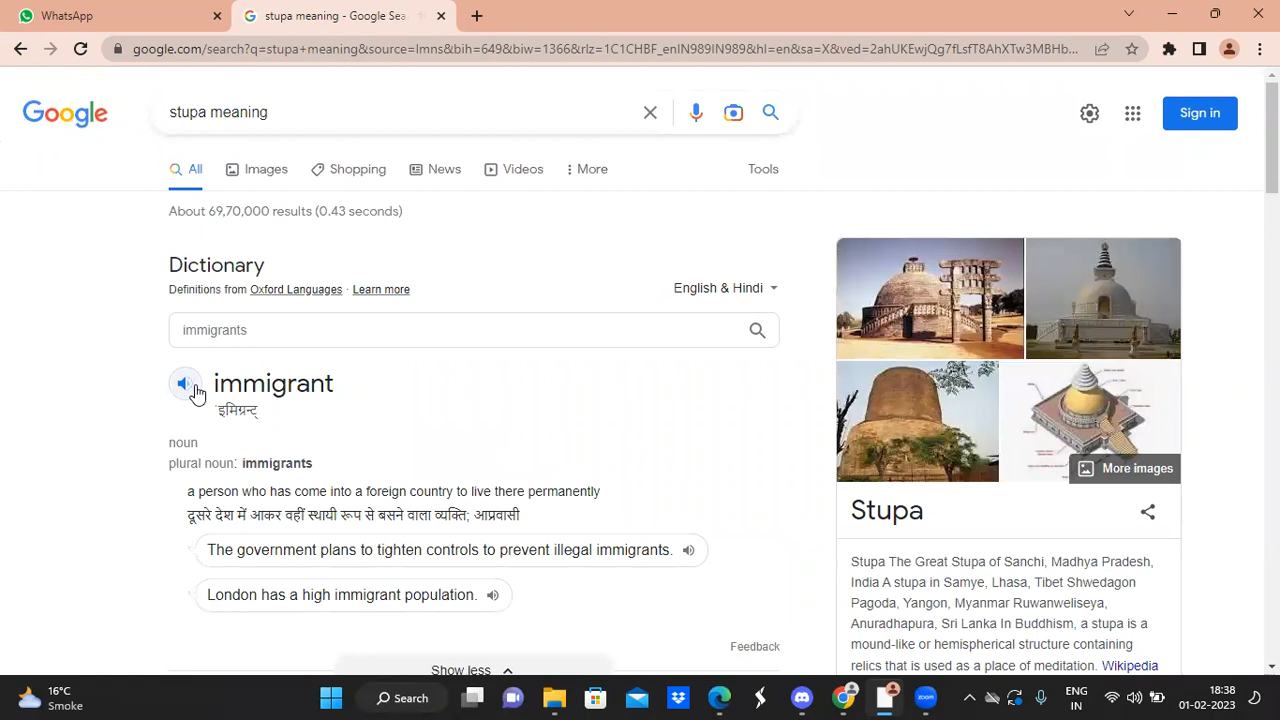 WhatsApp
stupa meaning - Google Sea
google.com/search?q=stupa+meaning&source=lmns&bih=649&biw=1366&rlz=1C1CHBF_enIN989IN989&hl=en&sa=X&ved=2ahUKEwjQg7fLsfT8AhXTw3MBHb...
Google
stupa meaning
Sign in
All
Images
Shopping
News
Videos
More
Tools
About 69,70,000 results (0.43 seconds)
Dictionary
Definitions from Oxford Languages · Learn more
English & Hindi
immigrants
immigrant
ˈइमिग्रन्ट्
noun
plural noun: immigrants
a person who has come into a foreign country to live there permanently
दूसरे देश में आकर वहीं स्थायी रूप से बसने वाला व्यक्ति; आप्रवासी
The government plans to tighten controls to prevent illegal immigrants.
London has a high immigrant population.
Feedback
Show less
More images
Stupa
Stupa The Great Stupa of Sanchi, Madhya Pradesh,
India A stupa in Samye, Lhasa, Tibet Shwedagon
Pagoda, Yangon, Myanmar Ruwanweliseya,
Anuradhapura, Sri Lanka In Buddhism, a stupa is a
mound-like or hemispherical structure containing
relics that is used as a place of meditation. Wikipedia
16°C
Smoke
Search
ENG
IN
18:38
01-02-2023